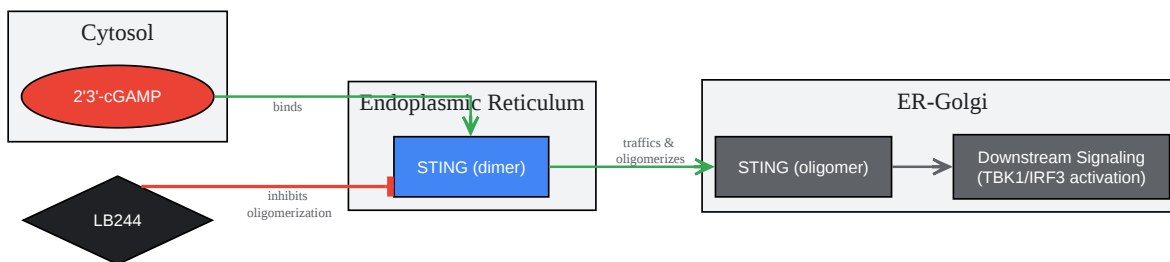 Cytosol
2'3'-cGAMP
binds
Endoplasmic Reticulum
STING (dimer)
traffics &
oligomerizes
ER-Golgi
STING (oligomer)
Downstream Signaling
(TBK1/IRF3 activation)
LB244
inhibits
oligomerization